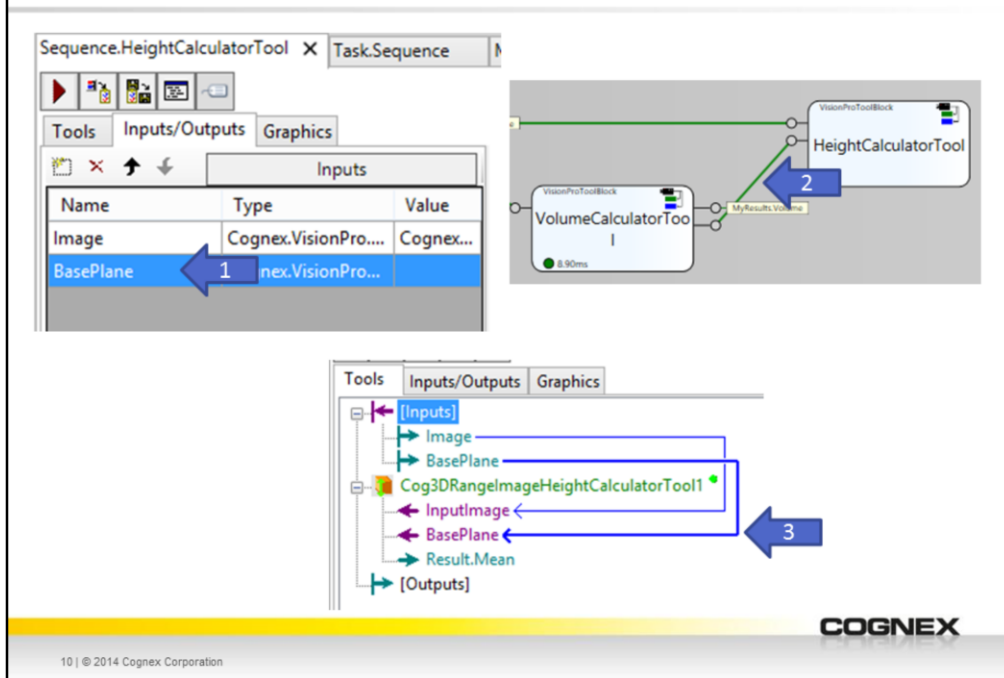 Sequence.HeightCalculatorTool X Task.Sequence
Tools Inputs/Outputs Graphics
Inputs
Name Type Value
Image Cognex.VisionPro.... Cognex...
BasePlane 1 nex.VisionPro...
VisionProToolBlock
HeightCalculatorTool
2
VisionProToolBlock
VolumeCalculatorToo
l
MyResults.Volume
8.90ms
Tools Inputs/Outputs Graphics
[Inputs]
Image
BasePlane
Cog3DRangeImageHeightCalculatorTool1
InputImage
BasePlane
3
Result.Mean
[Outputs]
COGNEX
10 | © 2014 Cognex Corporation